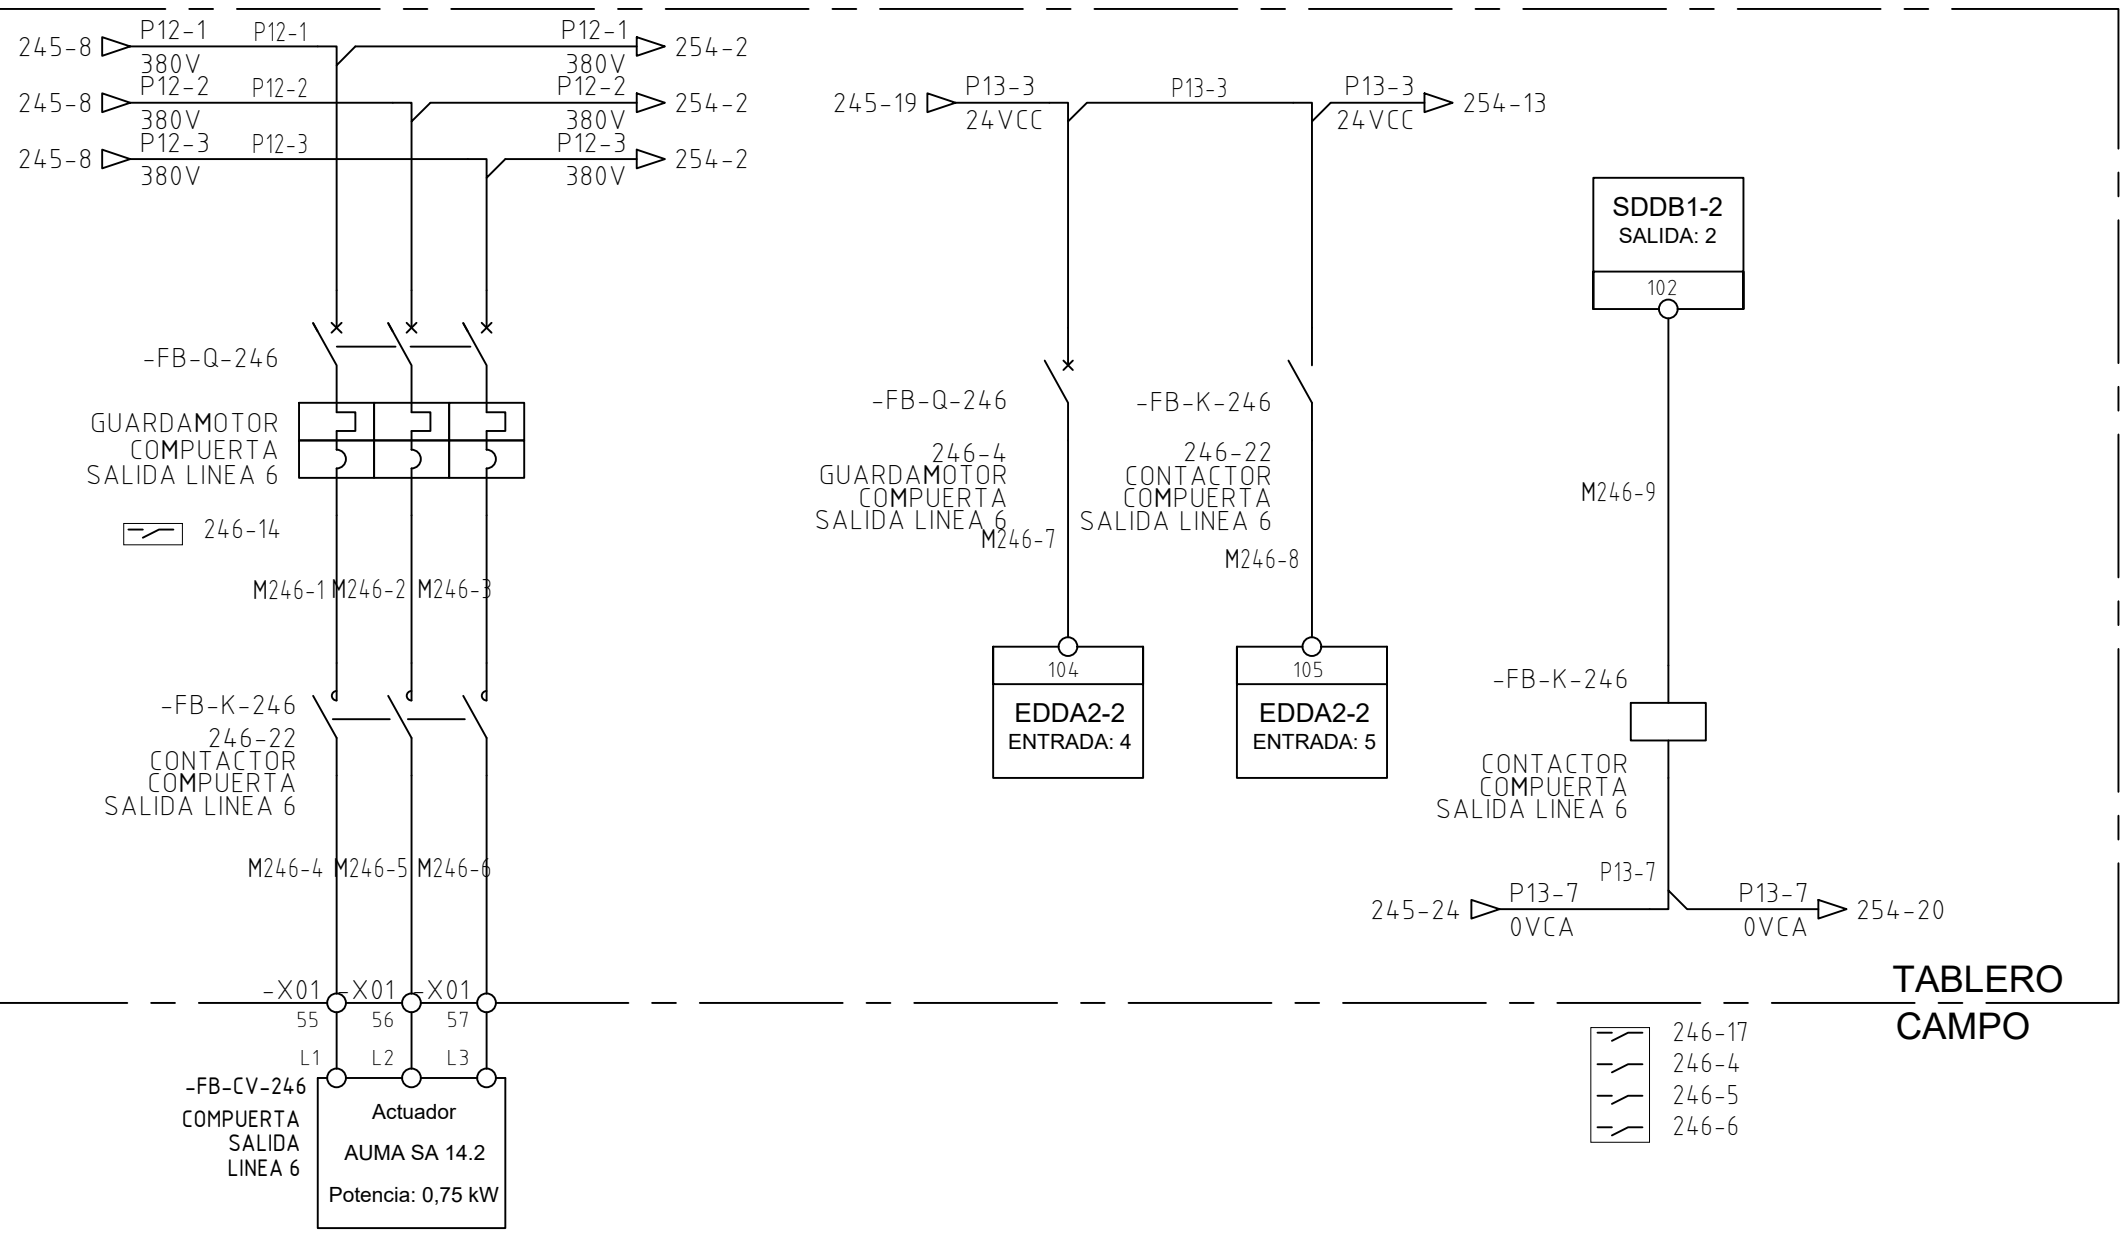 245-8 P12-1 P12-1 P12-1 254-2
380V 380V
245-8 P12-2 P12-2 P12-2 254-2
380V 380V
245-8 P12-3 P12-3 P12-3 254-2
380V 380V
-FB-Q-246
GUARDAMOTOR
COMPUERTA
SALIDA LINEA 6
246-14
M246-1 M246-2 M246-3
-FB-K-246
246-22
CONTACTOR
COMPUERTA
SALIDA LINEA 6
M246-4 M246-5 M246-6
-X01 -X01 -X01
55 56 57
L1 L2 L3
-FB-CV-246
COMPUERTA
SALIDA
LINEA 6
Actuador
AUMA SA 14.2
Potencia: 0,75 kW
245-19 P13-3 P13-3 P13-3 254-13
24VCC 24VCC
-FB-Q-246
246-4
GUARDAMOTOR
COMPUERTA
SALIDA LINEA 6
M246-7
104
EDDA2-2
ENTRADA: 4
-FB-K-246
246-22
CONTACTOR
COMPUERTA
SALIDA LINEA 6
M246-8
105
EDDA2-2
ENTRADA: 5
SDDB1-2
SALIDA: 2
102
M246-9
-FB-K-246
CONTACTOR
COMPUERTA
SALIDA LINEA 6
P13-7
245-24 P13-7 P13-7 254-20
0VCA 0VCA
TABLERO
CAMPO
246-17
246-4
246-5
246-6